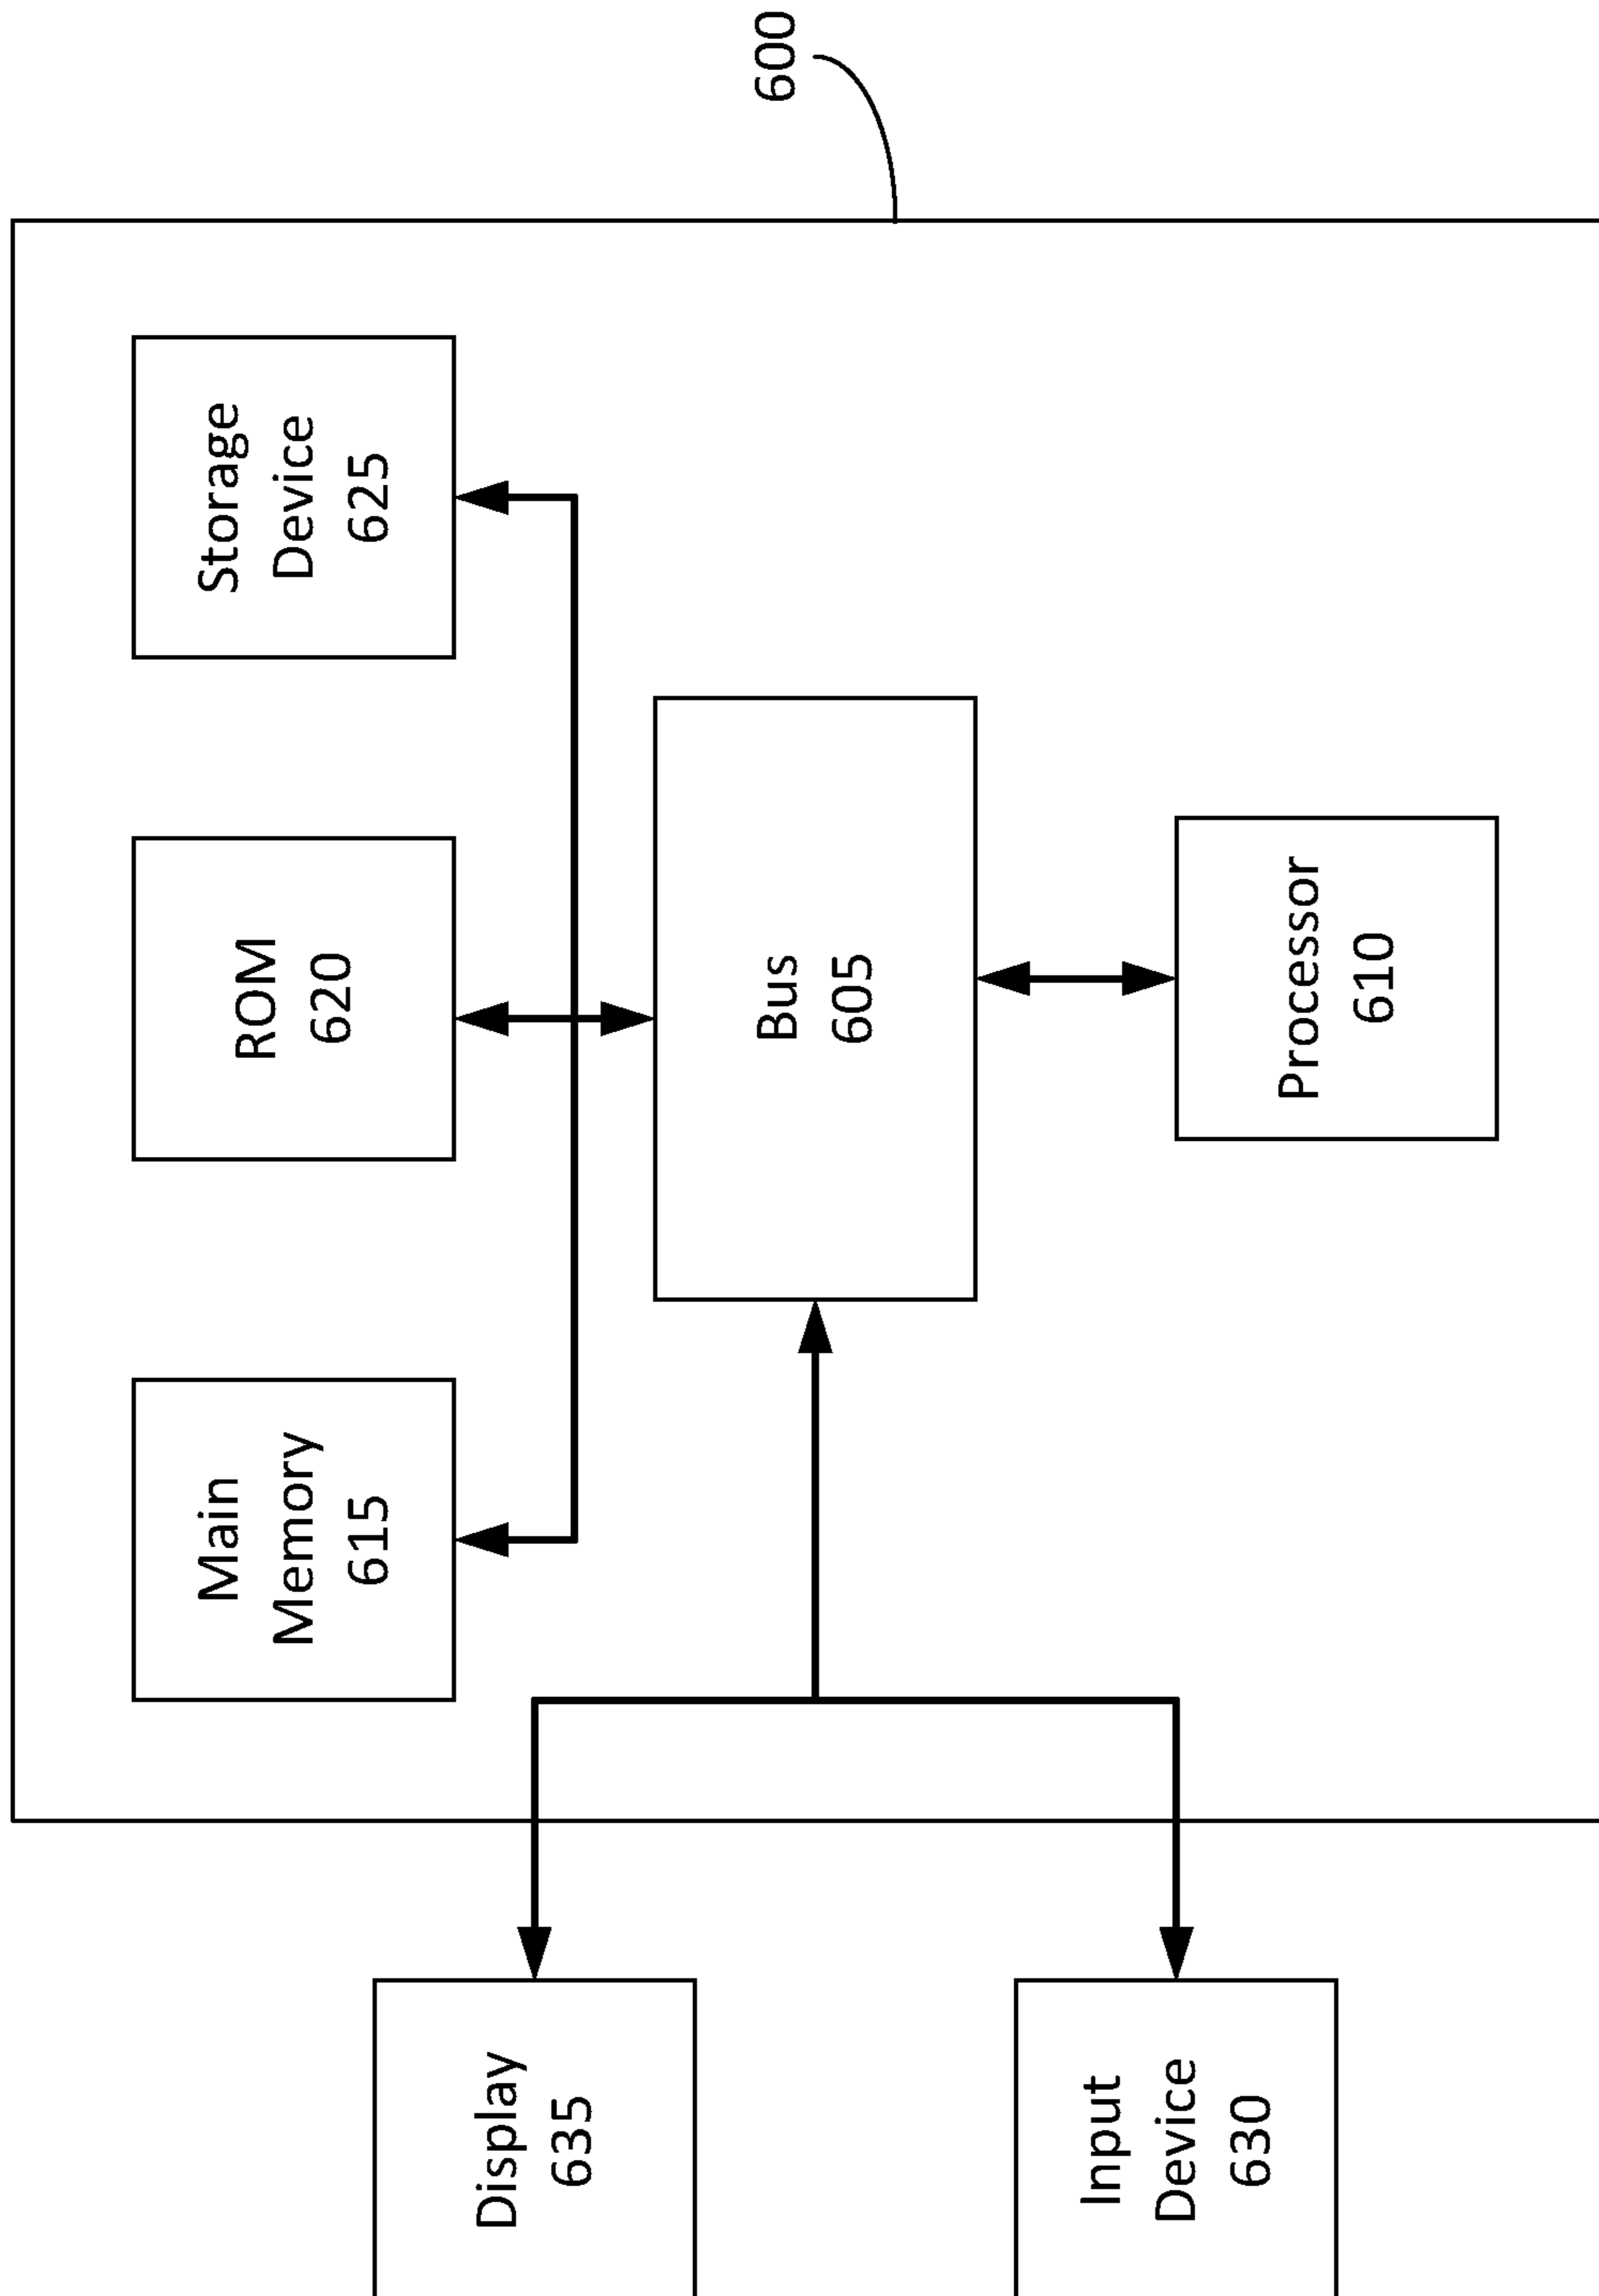 600
Main
Memory
615
ROM
620
Storage
Device
625
Display
635
Bus
605
Input
Device
630
Processor
610